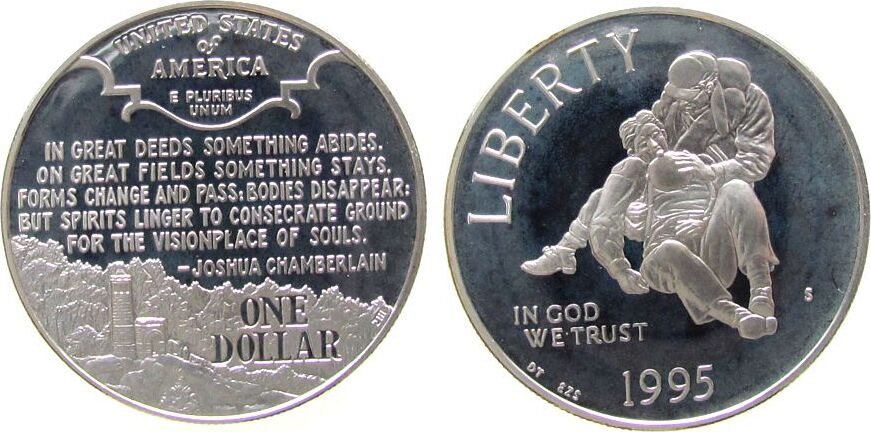 UNITED STATES
of
AMERICA
E PLURIBUS
UNUM
IN GREAT DEEDS SOMETHING ABIDES.
ON GREAT FIELDS SOMETHING STAYS.
FORMS CHANGE AND PASS; BODIES DISAPPEAR;
BUT SPIRITS LINGER TO CONSECRATE GROUND
FOR THE VISIONPLACE OF SOULS.
—JOSHUA CHAMBERLAIN
ONE
DOLLAR
LIBERTY
S
IN GOD
WE TRUST
DT
1995